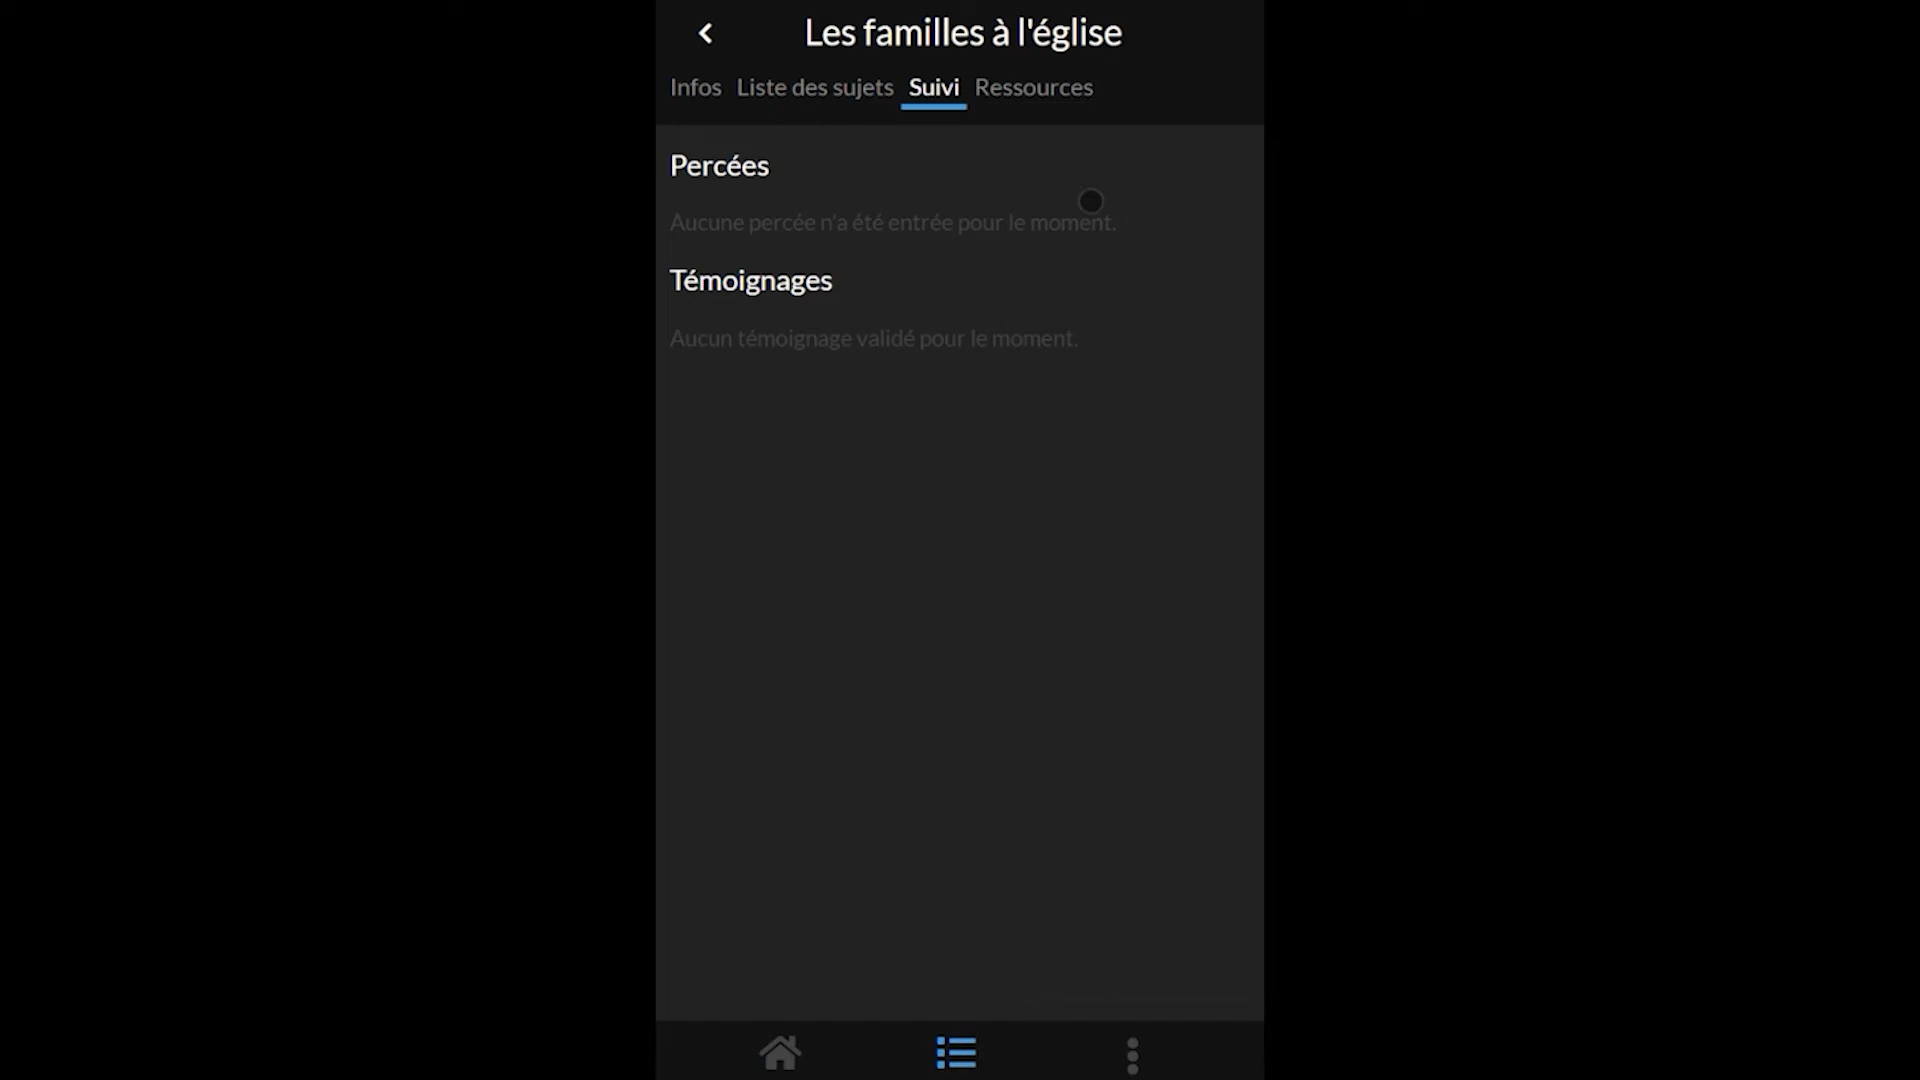 Les familles à l'église
Infos Liste des sujets Suivi Ressources
Percées
Aucune percée n'a été entrée pour le moment.
Témoignages
Aucun témoignage validé pour le moment.